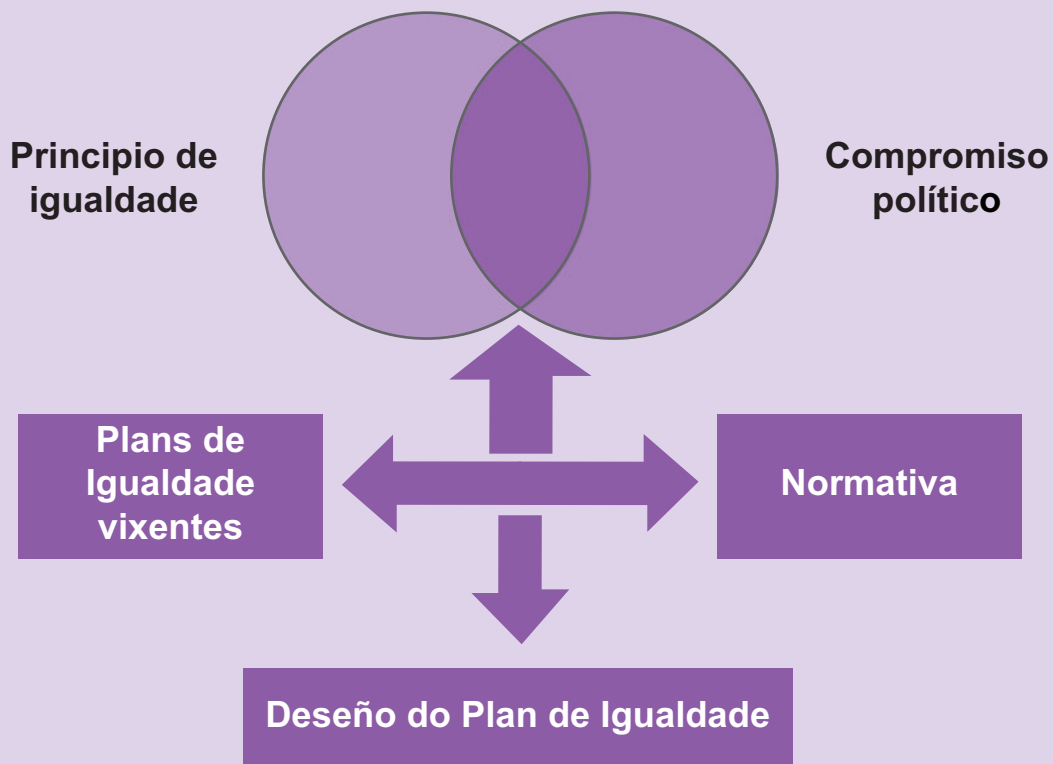 Principio de
igualdade
Compromiso
político
Plans de
Igualdade
vixentes
Normativa
Deseño do Plan de Igualdade